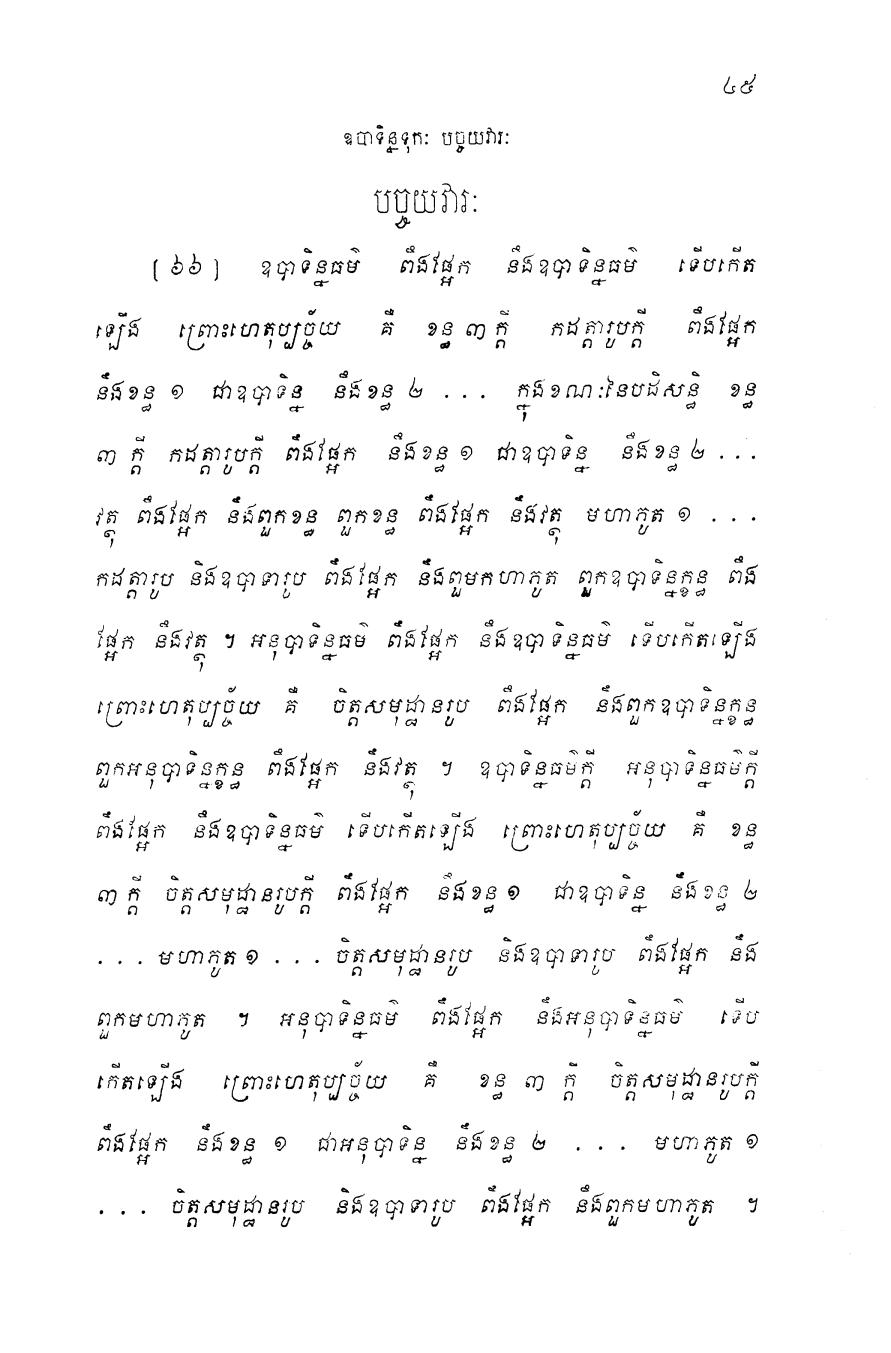 ៤៥
ឧបាទិន្នទុកៈ បច្ចយវារៈ
បច្ចយវារៈ
[៦៦] ឧបាទិន្នធម៌ ពឹងផ្អែក នឹងឧបាទិន្នធម៌ ទើបកើត
ឡើង ព្រោះហេតុប្បច្ច័យ គឺ ខន្ធ ៣ ក្តី កដត្តារូបក្តី ពឹងផ្អែក
នឹងខន្ធ ១ ជាឧបាទិន្ន នឹងខន្ធ ២ ... ក្នុងខណៈនៃបដិសន្ធិ ខន្ធ
៣ ក្តី កដត្តារូបក្តី ពឹងផ្អែក នឹងខន្ធ ១ ជាឧបាទិន្ន នឹងខន្ធ ២ ...
វត្ថុ ពឹងផ្អែក នឹងពួកខន្ធ ពួកខន្ធ ពឹងផ្អែក នឹងវត្ថុ មហាភូត ១ ...
កដត្តារូប និងឧបាទារូប ពឹងផ្អែក នឹងពួមកហាភូត ពួកឧបាទិន្នក្ខន្ធ ពឹង
ផ្អែក នឹងវត្ថុ ។ អនុបាទិន្នធម៌ ពឹងផ្អែក នឹងឧបាទិន្នធម៌ ទើបកើតឡើង
ព្រោះហេតុប្បច្ច័យ គឺ ចិត្តសមុដ្ឋានរូប ពឹងផ្អែក នឹងពួកឧបាទិន្នក្ខន្ធ
ពួកអនុបាទិន្នក្ខន្ធ ពឹងផ្អែក នឹងវត្ថុ ។ ឧបាទិន្នធម៌ក្តី អនុបាទិន្នធម៌ក្តី
ពឹងផ្អែក នឹងឧបាទិន្នធម៌ ទើបកើតឡើង ព្រោះហេតុប្បច្ច័យ គឺ ខន្ធ
៣ ក្តី ចិត្តសមុដ្ឋានរូបក្តី ពឹងផ្អែក នឹងខន្ធ ១ ជាឧបាទិន្ន នឹងខន្ធ ២
... មហាភូត ១ ... ចិត្តសមុដ្ឋានរូប និងឧបាទារូប ពឹងផ្អែក នឹង
ពួកមហាភូត ។ អនុបាទិន្នធម៌ ពឹងផ្អែក នឹងអនុបាទិន្នធម៌ ទើប
កើតឡើង ព្រោះហេតុប្បច្ច័យ គឺ ខន្ធ ៣ ក្តី ចិត្តសមុដ្ឋានរូបក្តី
ពឹងផ្អែក នឹងខន្ធ ១ ជាអនុបាទិន្ន នឹងខន្ធ ២ ... មហាភូត ១
... ចិត្តសមុដ្ឋានរូប និងឧបាទារូប ពឹងផ្អែក នឹងពួកមហាភូត ។